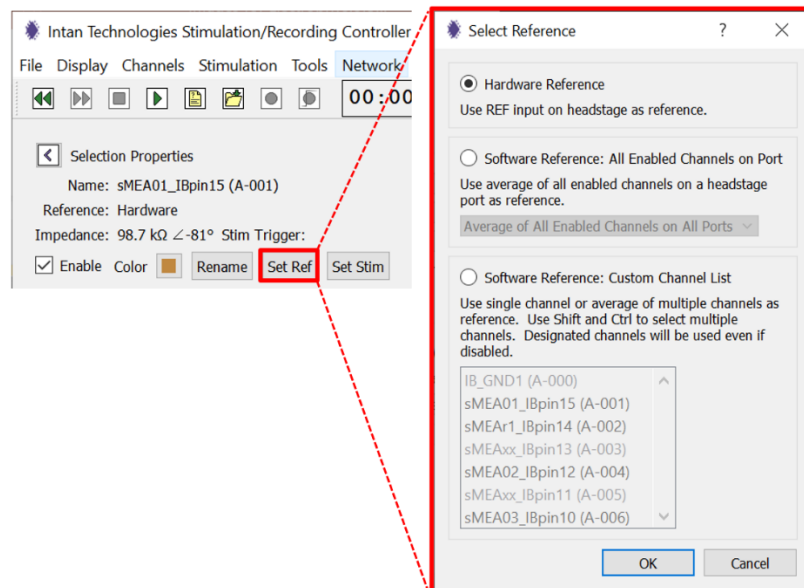 Intan Technologies Stimulation/Recording Controller
File Display Channels Stimulation Tools Network
00:00
Selection Properties
Name: sMEA01_IBpin15 (A-001)
Reference: Hardware
Impedance: 98.7 kΩ ∠-81° Stim Trigger:
Enable Color Rename Set Ref Set Stim
Select Reference
Hardware Reference
Use REF input on headstage as reference.
Software Reference: All Enabled Channels on Port
Use average of all enabled channels on a headstage
port as reference.
Average of All Enabled Channels on All Ports
Software Reference: Custom Channel List
Use single channel or average of multiple channels as
reference. Use Shift and Ctrl to select multiple
channels. Designated channels will be used even if
disabled.
IB_GND1 (A-000)
sMEA01_IBpin15 (A-001)
sMEAr1_IBpin14 (A-002)
sMEAxx_IBpin13 (A-003)
sMEA02_IBpin12 (A-004)
sMEAxx_IBpin11 (A-005)
sMEA03_IBpin10 (A-006)
OK Cancel